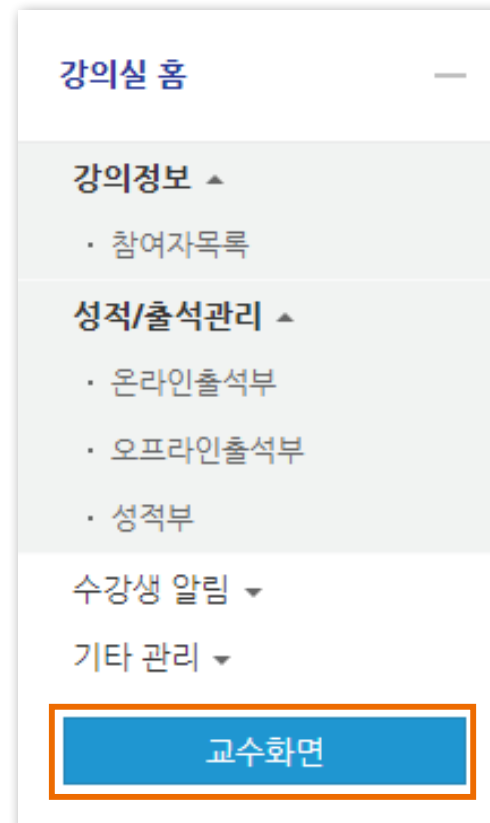 강의실 홈
강의정보
· 참여자목록
성적/출석관리
· 온라인출석부
· 오프라인출석부
· 성적부
수강생 알림
기타 관리
교수화면